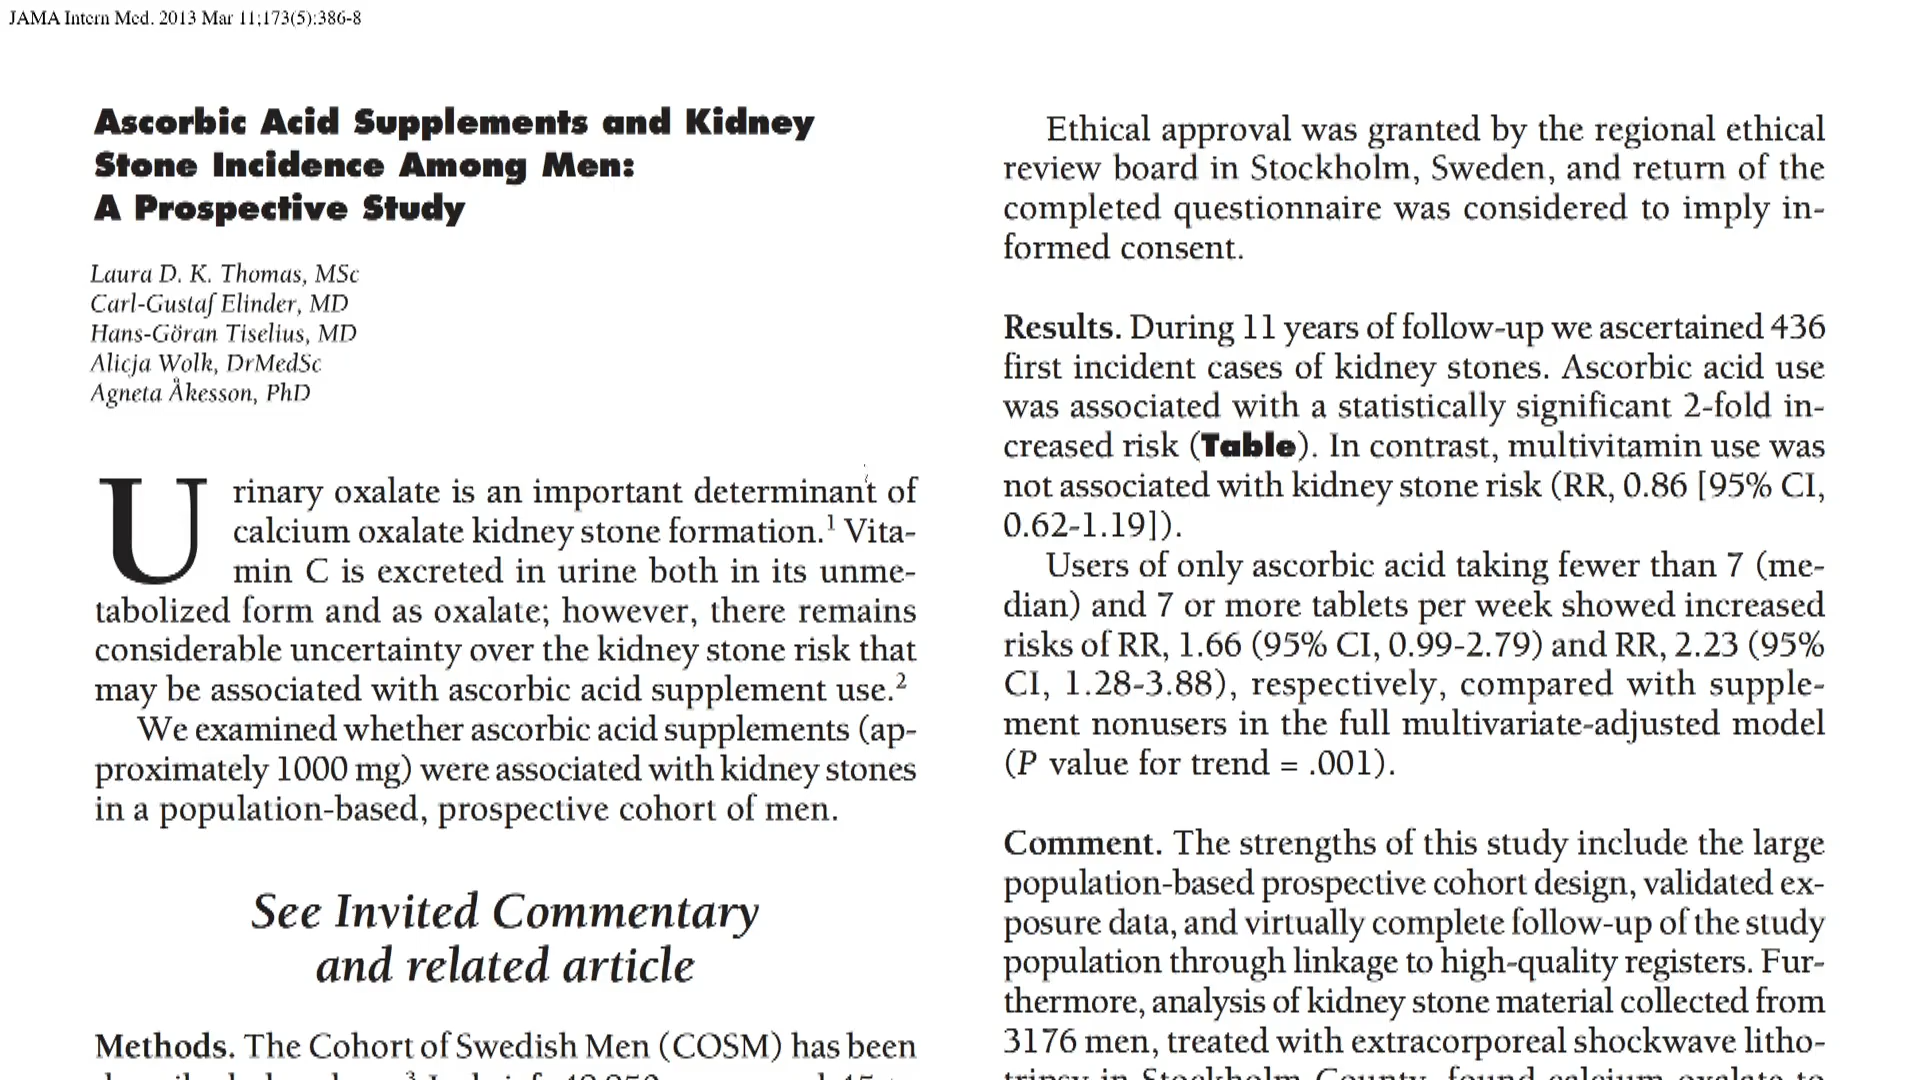 JAMA Intern Med. 2013 Mar 11;173(5):386-8
Ascorbic Acid Supplements and Kidney
Stone Incidence Among Men:
A Prospective Study
Laura D. K. Thomas, MSc
Carl-Gustaf Elinder, MD
Hans-Göran Tiselius, MD
Alicja Wolk, DrMedSc
Agneta Åkesson, PhD
Urinary oxalate is an important determinant of
calcium oxalate kidney stone formation.1 Vita-
min C is excreted in urine both in its unme-
tabolized form and as oxalate; however, there remains
considerable uncertainty over the kidney stone risk that
may be associated with ascorbic acid supplement use.2
We examined whether ascorbic acid supplements (ap-
proximately 1000 mg) were associated with kidney stones
in a population-based, prospective cohort of men.
See Invited Commentary
and related article
Methods. The Cohort of Swedish Men (COSM) has been
Ethical approval was granted by the regional ethical
review board in Stockholm, Sweden, and return of the
completed questionnaire was considered to imply in-
formed consent.
Results. During 11 years of follow-up we ascertained 436
first incident cases of kidney stones. Ascorbic acid use
was associated with a statistically significant 2-fold in-
creased risk (Table). In contrast, multivitamin use was
not associated with kidney stone risk (RR, 0.86 [95% CI,
0.62-1.19]).
Users of only ascorbic acid taking fewer than 7 (me-
dian) and 7 or more tablets per week showed increased
risks of RR, 1.66 (95% CI, 0.99-2.79) and RR, 2.23 (95%
CI, 1.28-3.88), respectively, compared with supple-
ment nonusers in the full multivariate-adjusted model
(P value for trend = .001).
Comment. The strengths of this study include the large
population-based prospective cohort design, validated ex-
posure data, and virtually complete follow-up of the study
population through linkage to high-quality registers. Fur-
thermore, analysis of kidney stone material collected from
3176 men, treated with extracorporeal shockwave litho-
tripsy in Stockholm County, found calcium oxalate to